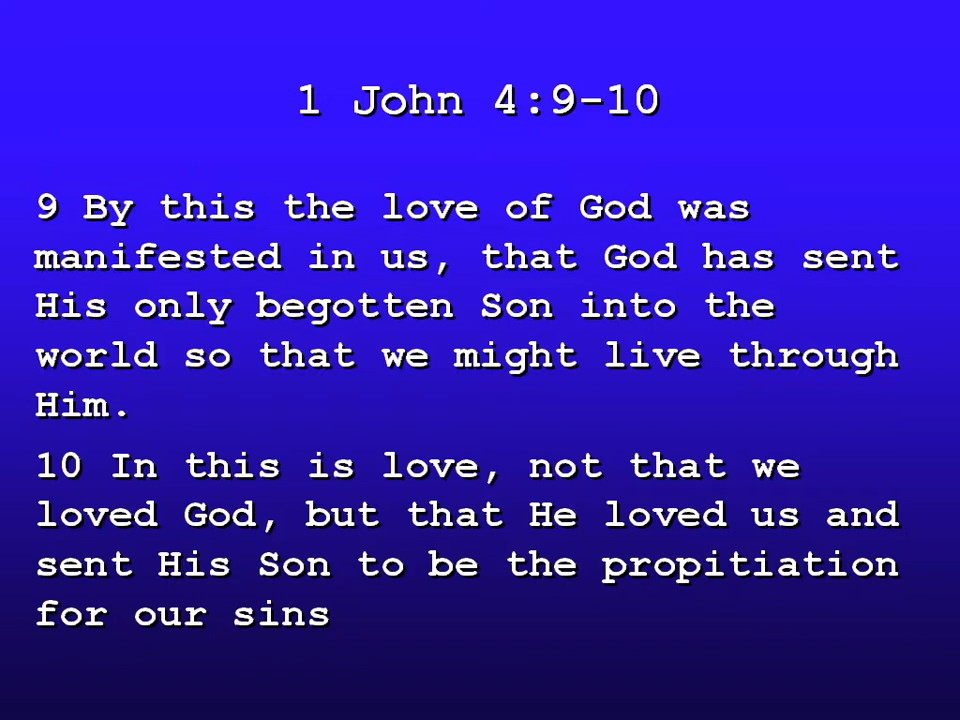 1 John 4:9-10
9 By this the love of God was
manifested in us, that God has sent
His only begotten Son into the
world so that we might live through
Him.
10 In this is love, not that we
loved God, but that He loved us and
sent His Son to be the propitiation
for our sins